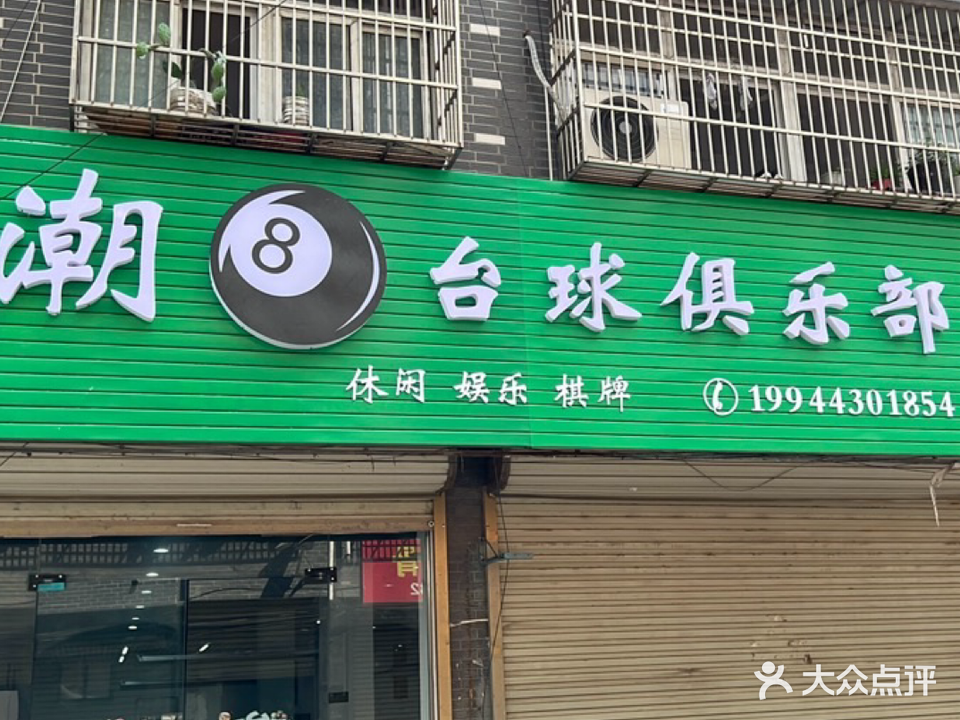 潮 8 台球俱乐部
休闲 娱乐 棋牌 19944301854
大众点评